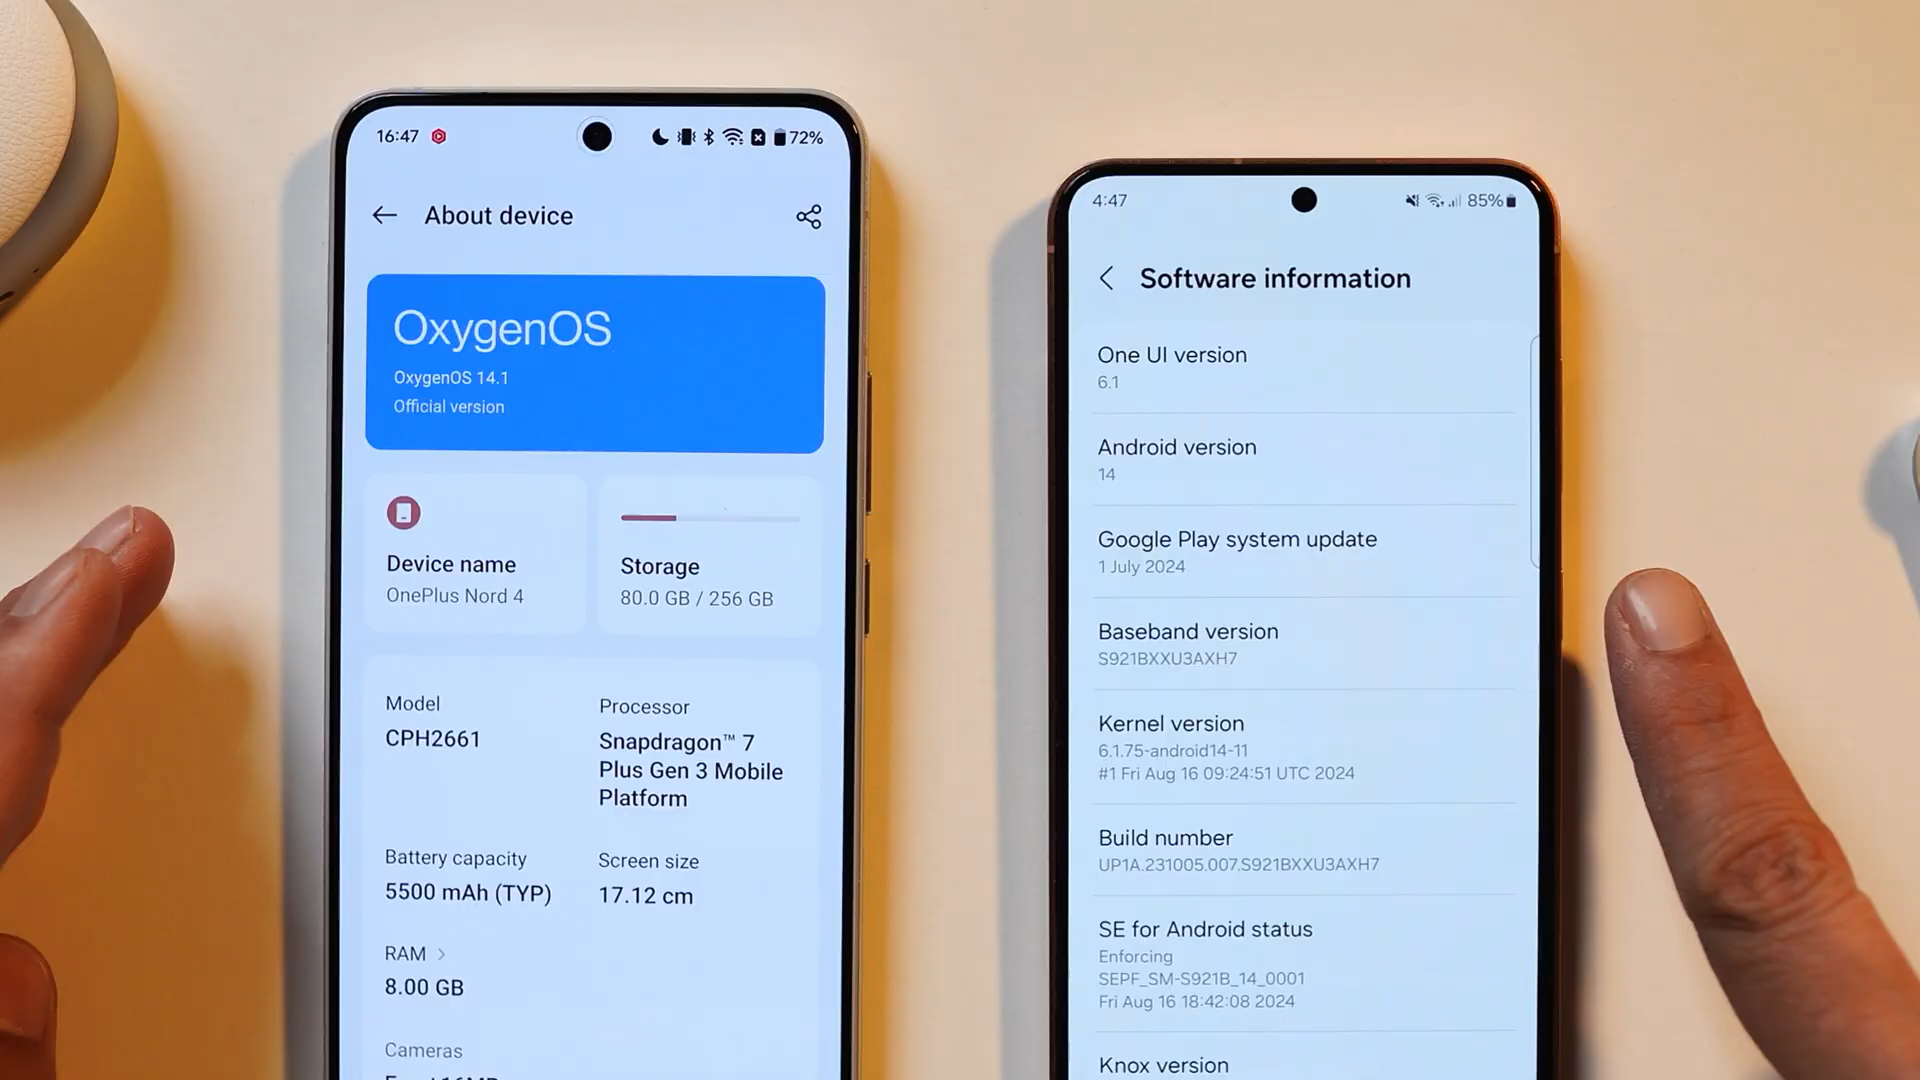 16:47
72%
About device
OxygenOS
OxygenOS 14.1
Official version
Device name
OnePlus Nord 4
Storage
80.0 GB / 256 GB
Model
CPH2661
Processor
Snapdragon™ 7
Plus Gen 3 Mobile
Platform
Battery capacity
5500 mAh (TYP)
Screen size
17.12 cm
RAM
8.00 GB
Cameras
4:47
85%
Software information
One UI version
6.1
Android version
14
Google Play system update
1 July 2024
Baseband version
S921BXXU3AXH7
Kernel version
6.1.75-android14-11
#1 Fri Aug 16 09:24:51 UTC 2024
Build number
UP1A.231005.007.S921BXXU3AXH7
SE for Android status
Enforcing
SEPF_SM-S921B_14_0001
Fri Aug 16 18:42:08 2024
Knox version